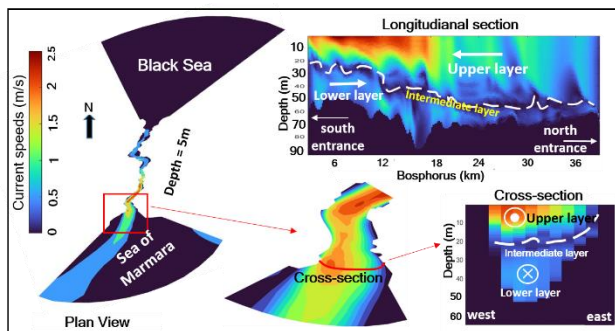 Longitudianal section
Current speeds (m/s)
2.5
2
1.5
1
0.5
0
N
Black Sea
Depth = 5m
Sea of
Marmara
Plan View
Depth (m)
10
20
30
40
50
60
70
80
90
Upper layer
Lower layer
Intermediate layer
south
entrance
north
entrance
6
12
18
24
30
36
Bosphorus (km)
Cross-section
Cross-section
Depth (m)
0
10
20
30
40
50
60
Upper layer
Intermediate layer
Lower layer
west
east